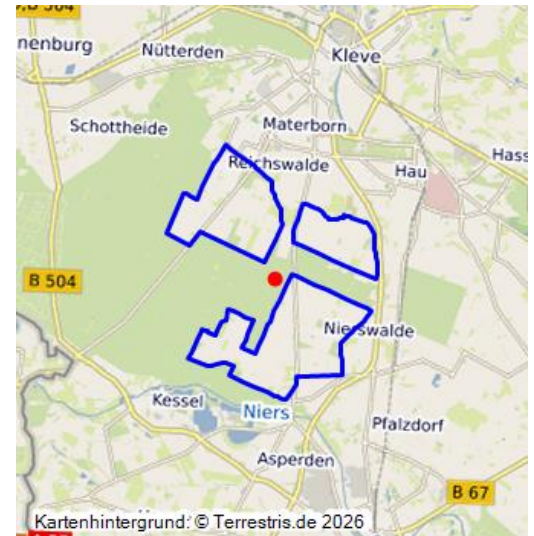 B 504
nenburg
Nütterden
Kleve
Schottheide
Materborn
Reichswalde
Hau
Hass
B 504
Nierswalde
Kessel
Niers
Pfalzdorf
Asperden
B 67
Kartenhintergrund: © Terrestris.de 2026